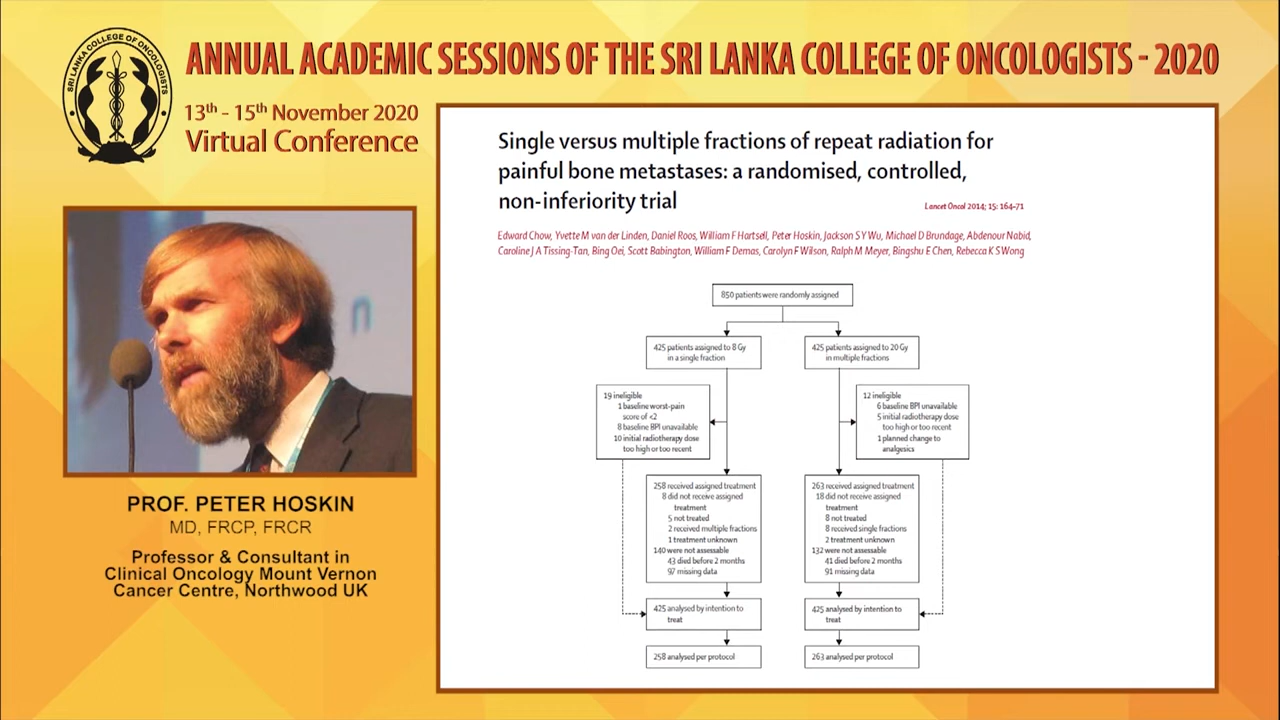 SRI LANKA COLLEGE OF ONCOLOGISTS
ANNUAL ACADEMIC SESSIONS OF THE SRI LANKA COLLEGE OF ONCOLOGISTS - 2020
13th - 15th November 2020
Virtual Conference
n
PROF. PETER HOSKIN
MD, FRCP, FRCR
Professor & Consultant in
Clinical Oncology Mount Vernon
Cancer Centre, Northwood UK
Single versus multiple fractions of repeat radiation for
painful bone metastases: a randomised, controlled,
non-inferiority trial
Lancet Oncol 2014; 15: 164–71
Edward Chow, Yvette M van der Linden, Daniel Roos, William F Hartsell, Peter Hoskin, Jackson S Y Wu, Michael D Brundage, Abdenour Nabid,
Caroline J A Tissing-Tan, Bing Oei, Scott Babington, William F Demas, Carolyn F Wilson, Ralph M Meyer, Bingshu E Chen, Rebecca K S Wong
850 patients were randomly assigned
425 patients assigned to 8 Gy
in a single fraction
425 patients assigned to 20 Gy
in multiple fractions
19 ineligible
1 baseline worst-pain
score of <2
8 baseline BPI unavailable
10 initial radiotherapy dose
too high or too recent
12 ineligible
6 baseline BPI unavailable
5 initial radiotherapy dose
too high or too recent
1 planned change to
analgesics
258 received assigned treatment
8 did not receive assigned
treatment
5 not treated
2 received multiple fractions
1 treatment unknown
140 were not assessable
43 died before 2 months
97 missing data
263 received assigned treatment
18 did not receive assigned
treatment
8 not treated
8 received single fractions
2 treatment unknown
132 were not assessable
41 died before 2 months
91 missing data
425 analysed by intention to
treat
425 analysed by intention to
treat
258 analysed per protocol
263 analysed per protocol